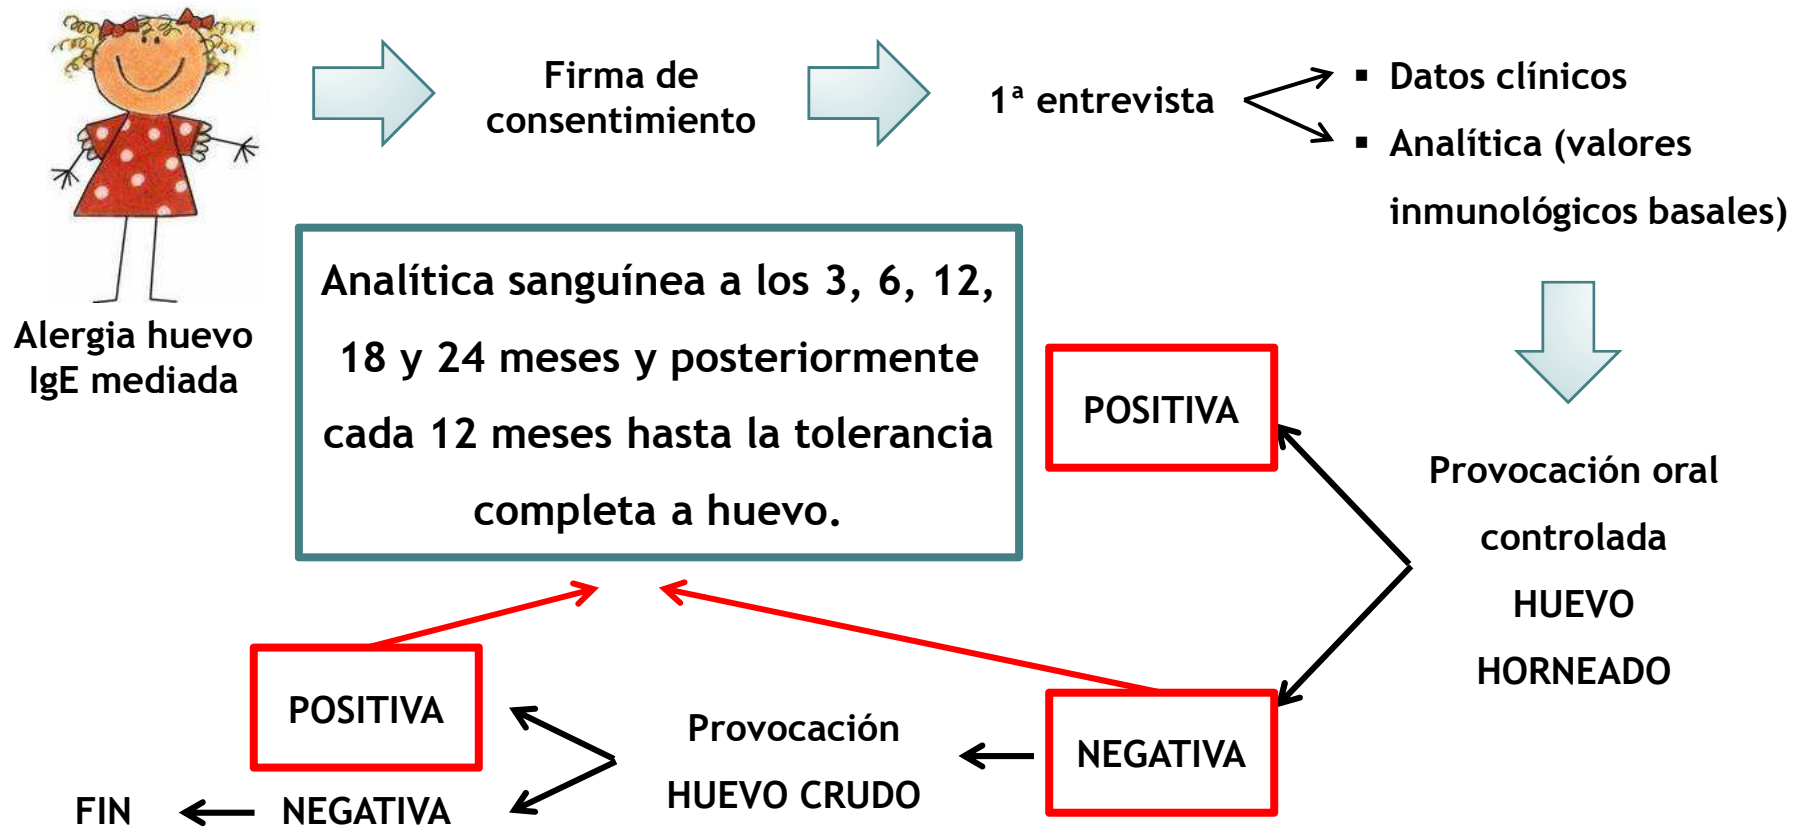 Alergia huevo
IgE mediada
Firma de
consentimiento
1ª entrevista
▪ Datos clínicos
▪ Analítica (valores
inmunológicos basales)
Analítica sanguínea a los 3, 6, 12,
18 y 24 meses y posteriormente
cada 12 meses hasta la tolerancia
completa a huevo.
POSITIVA
Provocación oral
controlada
HUEVO
HORNEADO
NEGATIVA
Provocación
HUEVO CRUDO
POSITIVA
NEGATIVA
FIN